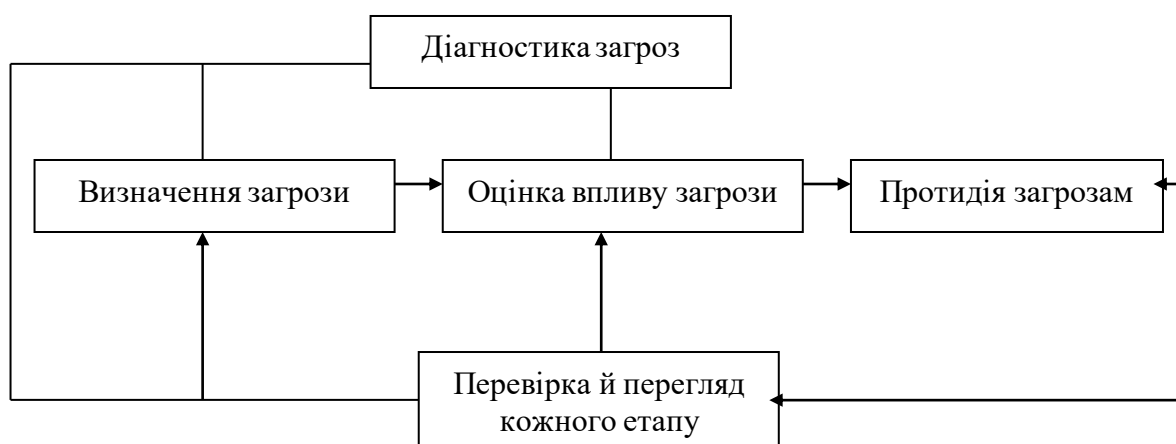 Діагностика загроз
Визначення загрози
Оцінка впливу загрози
Протидія загрозам
Перевірка й перегляд
кожного етапу